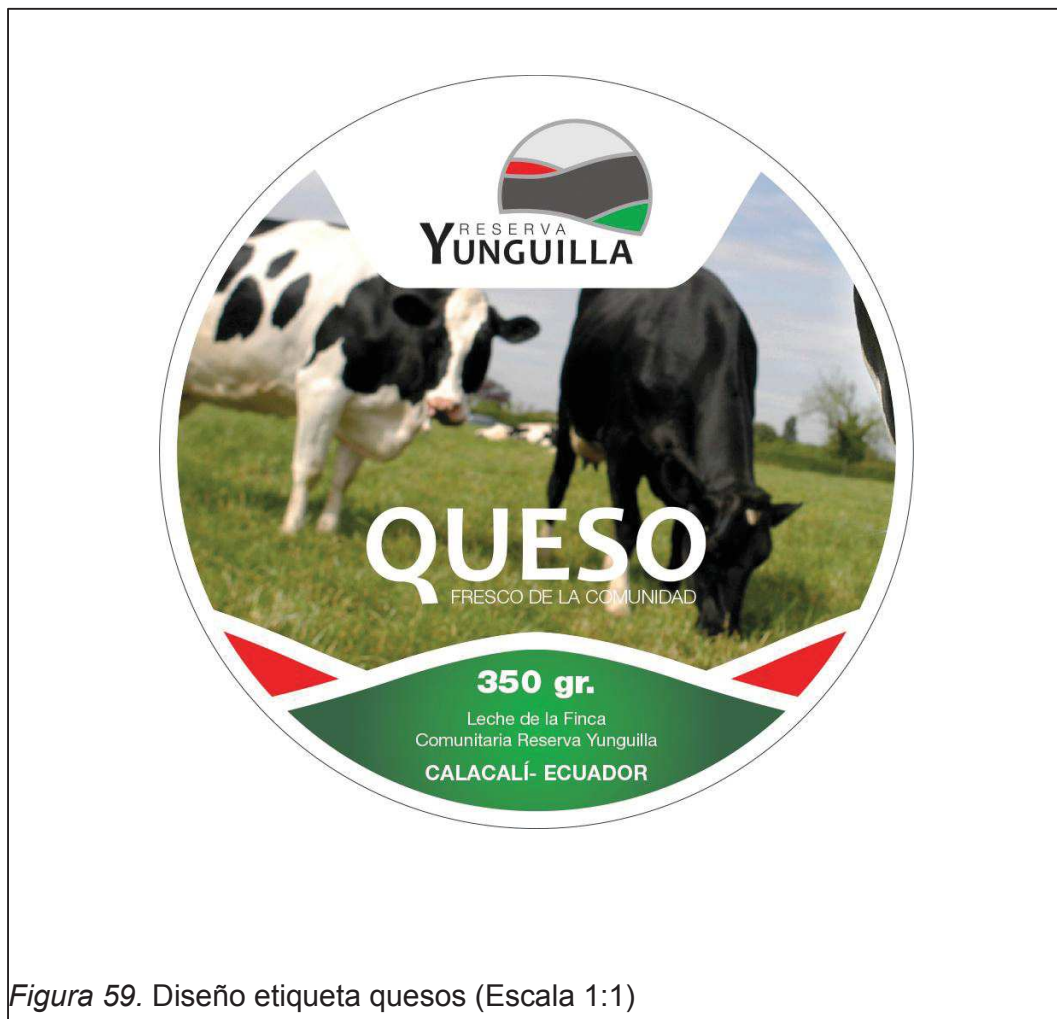 RESERVA
YUNGUILLA
QUESO
FRESCO DE LA COMUNIDAD
350 gr.
Leche de la Finca
Comunitaria Reserva Yunguilla
CALACALÍ- ECUADOR
Figura 59. Diseño etiqueta quesos (Escala 1:1)